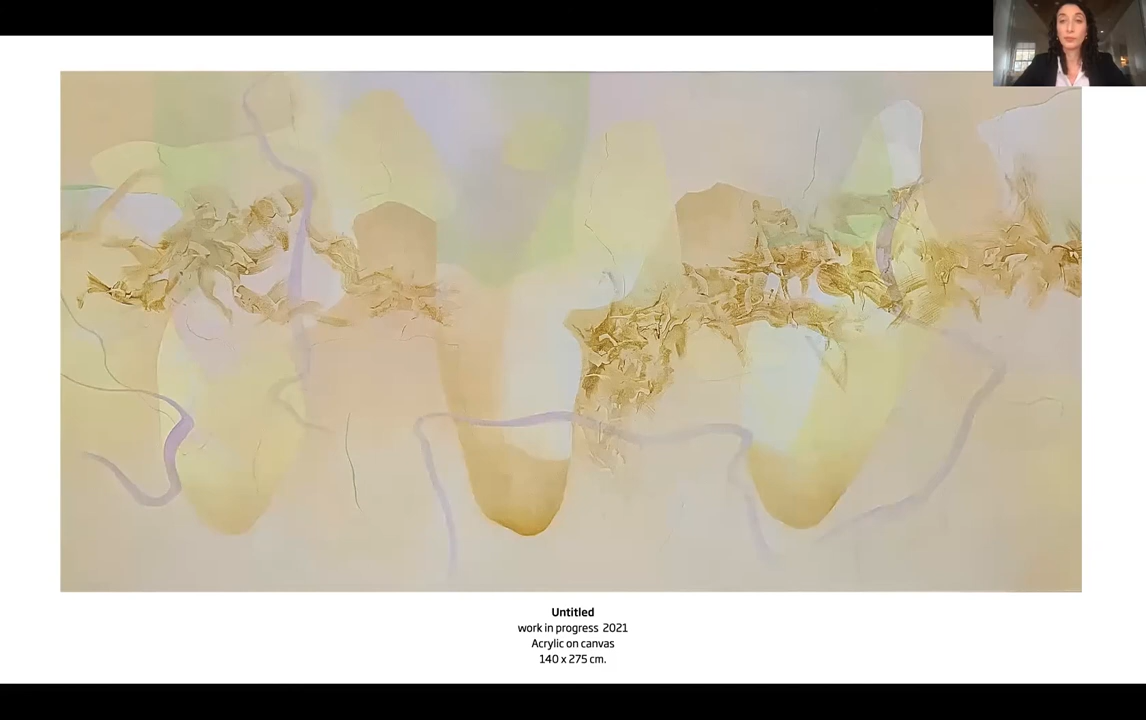 Untitled
work in progress 2021
Acrylic on canvas
140 x 275 cm.